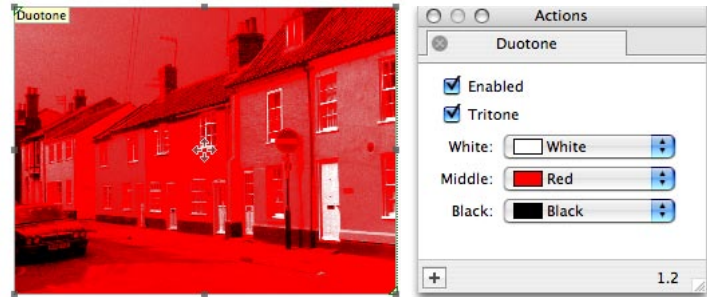 Duotone
Actions
Duotone
Enabled
Tritone
White: White
Middle: Red
Black: Black
1.2